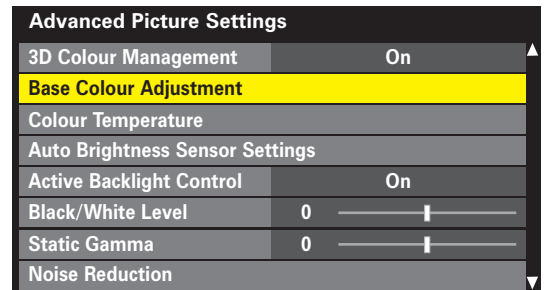 Advanced Picture Settings
3D Colour Management On
Base Colour Adjustment
Colour Temperature
Auto Brightness Sensor Settings
Active Backlight Control On
Black/White Level 0
Static Gamma 0
Noise Reduction